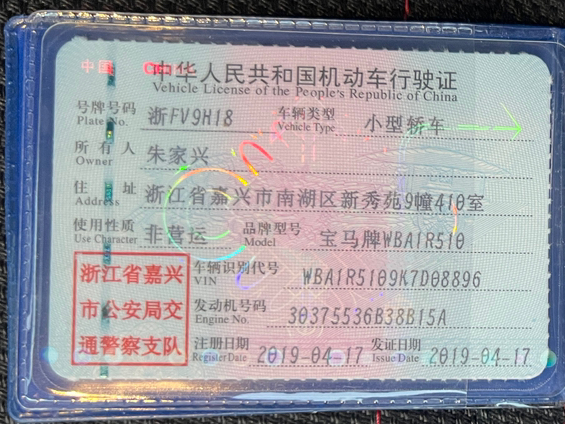 中国
中华人民共和国机动车行驶证
Vehicle License of the People's Republic of China
号牌号码 浙FV9H18 车辆类型 小型轿车
Plate No. Vehicle Type
所有人 朱家兴
Owner
住址 浙江省嘉兴市南湖区新秀苑9幢410室
Address
使用性质 非营运 品牌型号 宝马牌WBA1R510
Use Character Model
浙江省嘉兴
市公安局交
通警察支队
车辆识别代号 WBA1R5109K7D08896
VIN
发动机号码 30375536B38B15A
Engine No.
注册日期 2019-04-17 发证日期 2019-04-17
Register Date Issue Date